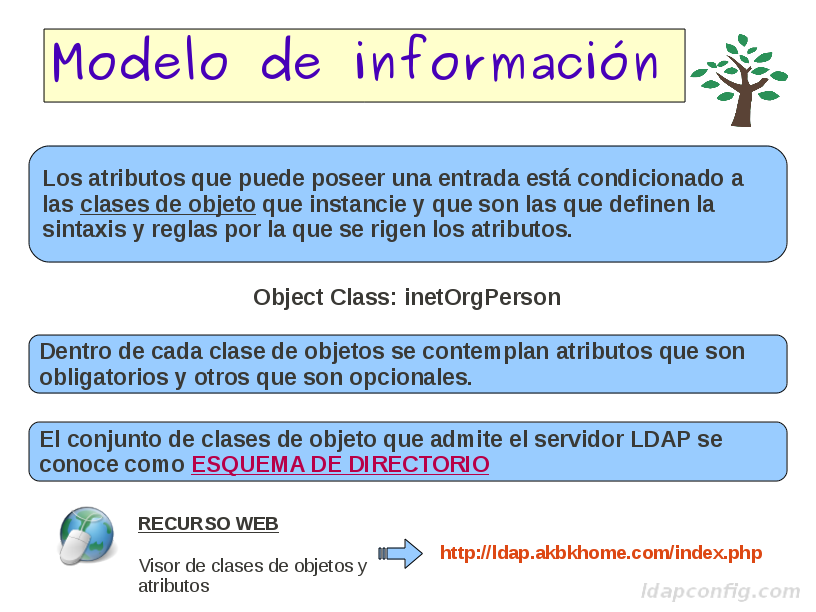 Modelo de información
Los atributos que puede poseer una entrada está condicionado a
las clases de objeto que instancie y que son las que definen la
sintaxis y reglas por la que se rigen los atributos.
Object Class: inetOrgPerson
Dentro de cada clase de objetos se contemplan atributos que son
obligatorios y otros que son opcionales.
El conjunto de clases de objeto que admite el servidor LDAP se
conoce como ESQUEMA DE DIRECTORIO
RECURSO WEB
Visor de clases de objetos y
atributos
http://ldap.akbkhome.com/index.php
ldapconfig.com